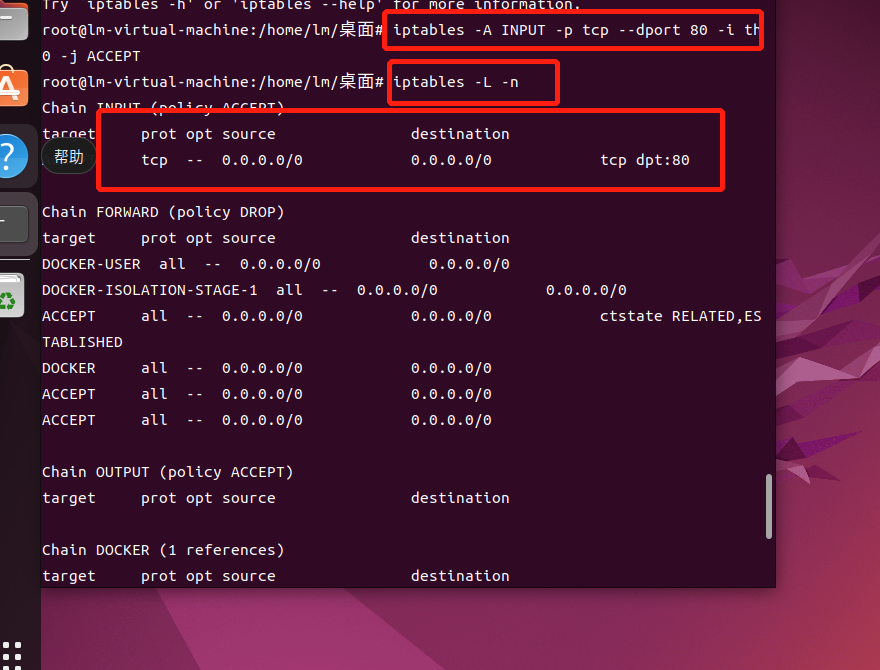 Try `iptables -h' or 'iptables --help' for more information.
root@lm-virtual-machine:/home/lm/桌面# iptables -A INPUT -p tcp --dport 80 -i th
0 -j ACCEPT
root@lm-virtual-machine:/home/lm/桌面# iptables -L -n
Chain INPUT (policy ACCEPT)
target     prot opt source               destination
帮助 tcp  --  0.0.0.0/0            0.0.0.0/0            tcp dpt:80
Chain FORWARD (policy DROP)
target     prot opt source               destination
DOCKER-USER  all  --  0.0.0.0/0            0.0.0.0/0
DOCKER-ISOLATION-STAGE-1  all  --  0.0.0.0/0            0.0.0.0/0
ACCEPT     all  --  0.0.0.0/0            0.0.0.0/0            ctstate RELATED,ES
TABLISHED
DOCKER     all  --  0.0.0.0/0            0.0.0.0/0
ACCEPT     all  --  0.0.0.0/0            0.0.0.0/0
ACCEPT     all  --  0.0.0.0/0            0.0.0.0/0
Chain OUTPUT (policy ACCEPT)
target     prot opt source               destination
Chain DOCKER (1 references)
target     prot opt source               destination